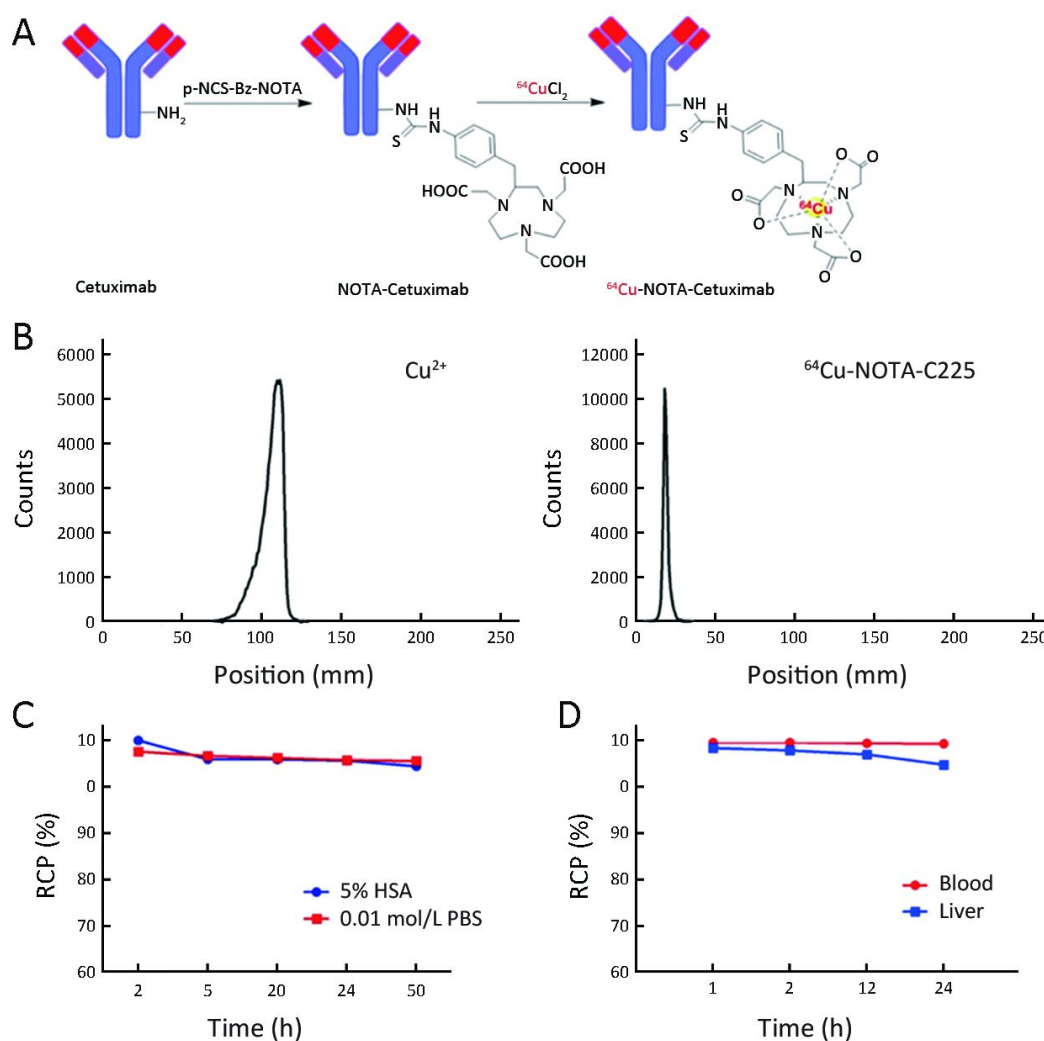 A
p-NCS-Bz-NOTA
⁶⁴CuCl₂
NH₂
NH
H
N
S
COOH
HOOC
N
N
N
COOH
NH
H
N
S
O
O
O
N
N
⁶⁴Cu
O
N
O
O
Cetuximab
NOTA-Cetuximab
⁶⁴Cu-NOTA-Cetuximab
B
6000
5000
4000
3000
2000
1000
0
Counts
Cu²⁺
0 50 100 150 200 250
Position (mm)
12000
10000
8000
6000
4000
2000
0
Counts
⁶⁴Cu-NOTA-C225
0 50 100 150 200 250
Position (mm)
C
10
0
90
80
70
60
RCP (%)
5% HSA
0.01 mol/L PBS
2 5 20 24 50
Time (h)
D
10
0
90
80
70
60
RCP (%)
Blood
Liver
1 2 12 24
Time (h)